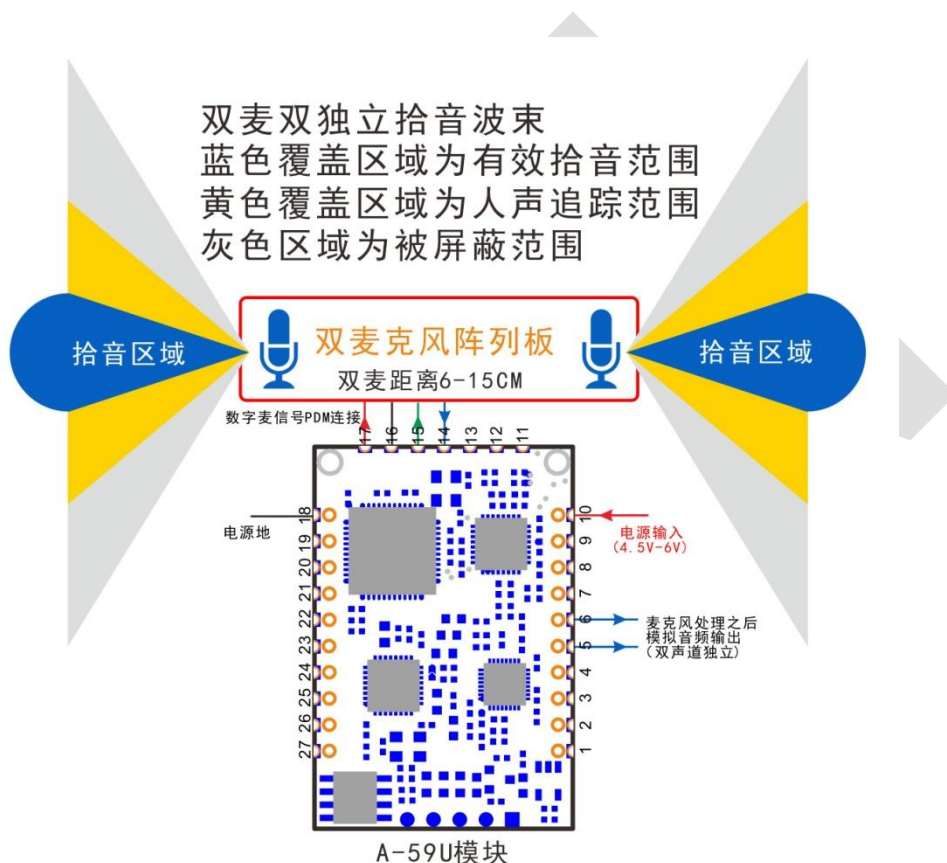 双麦双独立拾音波束
蓝色覆盖区域为有效拾音范围
黄色覆盖区域为人声追踪范围
灰色区域为被屏蔽范围
拾音区域
双麦克风阵列板
双麦距离6-15CM
拾音区域
数字麦信号PDM连接
17
16
15
14
13
12
11
电源地
18
19
20
21
22
23
24
25
26
27
10
9
8
7
6
5
4
3
2
1
电源输入
(4.5V-6V)
麦克风处理之后
模拟音频输出
(双声道独立)
A-59U模块